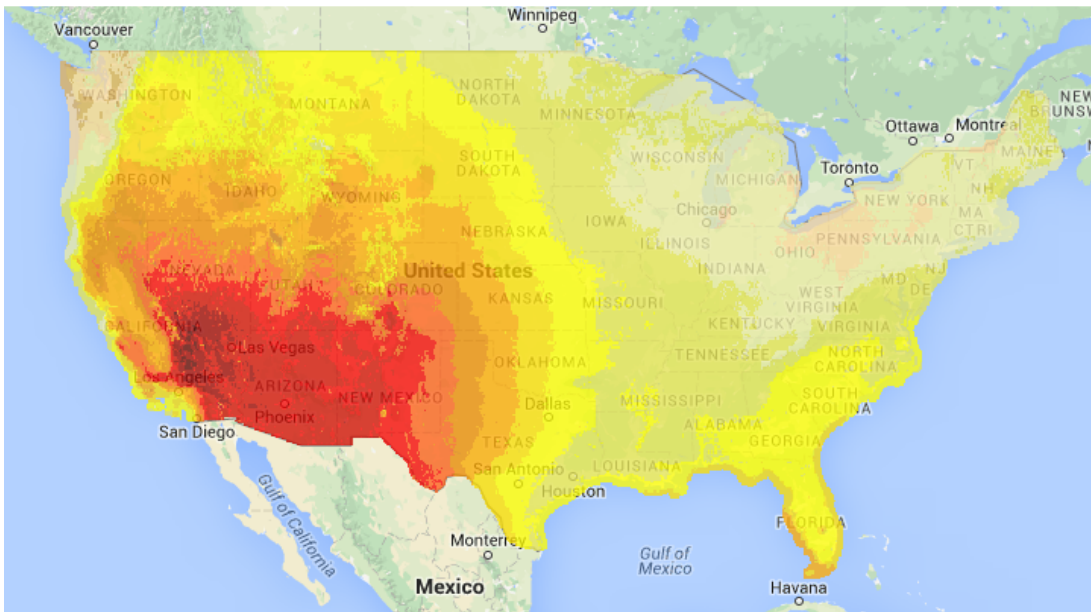 Winnipeg
Vancouver
WASHINGTON
MONTANA
NORTH
DAKOTA
MINNESOTA
Ottawa
Montreal
NEW
BRUNSW
MAINE
OREGON
IDAHO
WYOMING
SOUTH
DAKOTA
WISCONSIN
MICHIGAN
Toronto
VT
NH
NEW YORK
MA
CT RI
NEBRASKA
IOWA
Chicago
ILLINOIS
INDIANA
OHIO
PENNSYLVANIA
NJ
MD
DE
NEVADA
UTAH
COLORADO
United States
KANSAS
MISSOURI
WEST
VIRGINIA
KENTUCKY
VIRGINIA
CALIFORNIA
Las Vegas
OKLAHOMA
TENNESSEE
NORTH
CAROLINA
Los Angeles
ARIZONA
Phoenix
NEW MEXICO
Dallas
MISSISSIPPI
SOUTH
CAROLINA
ALABAMA
GEORGIA
San Diego
TEXAS
San Antonio
Houston
LOUISIANA
Gulf of
California
FLORIDA
Monterrey
Gulf of
Mexico
Mexico
Havana